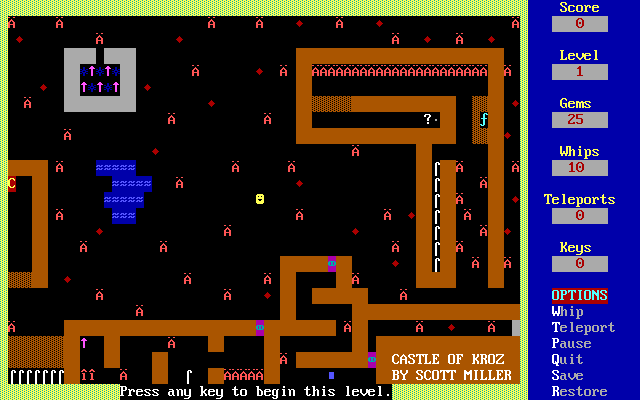 Score
0
Level
1
Gems
25
Whips
10
Teleports
0
Keys
0
OPTIONS
Whip
Teleport
Pause
Quit
Save
Restore
CASTLE OF KROZ
BY SCOTT MILLER
Press any key to begin this level.